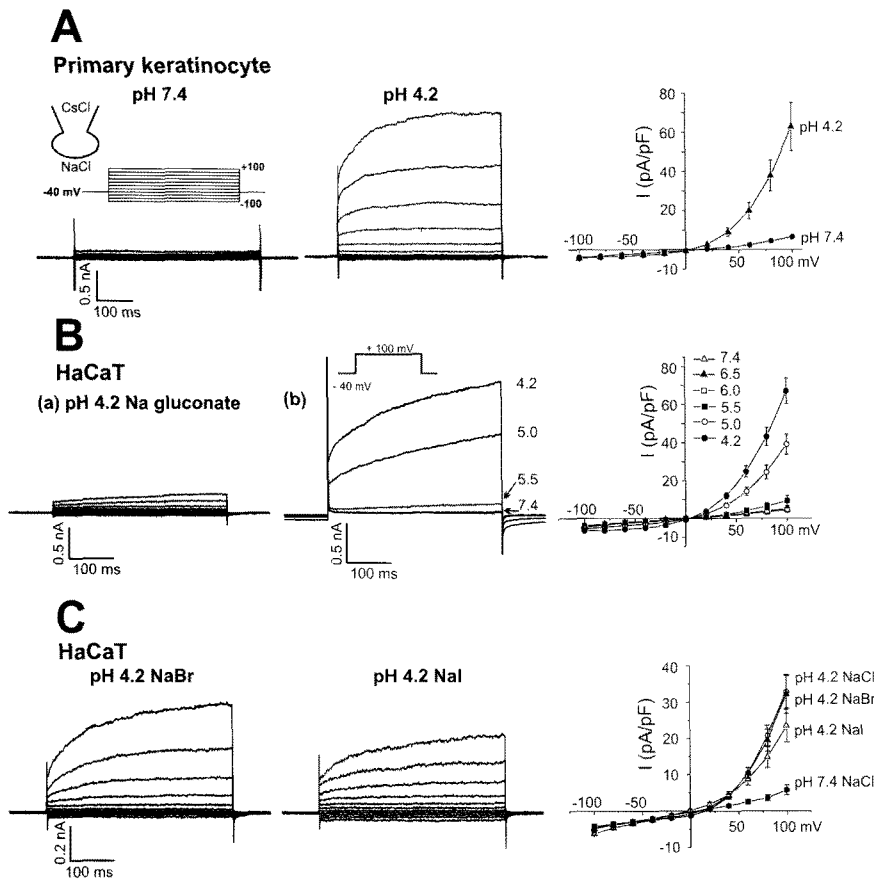 A
Primary keratinocyte
pH 7.4
pH 4.2
CsCl
NaCl
+100
-40 mV
-100
0.5 nA
100 ms
I (pA/pF)
80
60
40
20
-10
-100
-50
50
100 mV
pH 4.2
pH 7.4
B
HaCaT
(a) pH 4.2 Na gluconate
0.5 nA
100 ms
(b)
+ 100 mV
- 40 mV
4.2
5.0
5.5
7.4
0.5 nA
100 ms
I (pA/pF)
80
60
40
20
-10
-100
-50
50
100 mV
7.4
6.5
6.0
5.5
5.0
4.2
C
HaCaT
pH 4.2 NaBr
pH 4.2 NaI
0.2 nA
100 ms
I (pA/pF)
40
30
20
10
-10
-100
-50
50
100 mV
pH 4.2 NaCl
pH 4.2 NaBr
pH 4.2 NaI
pH 7.4 NaCl